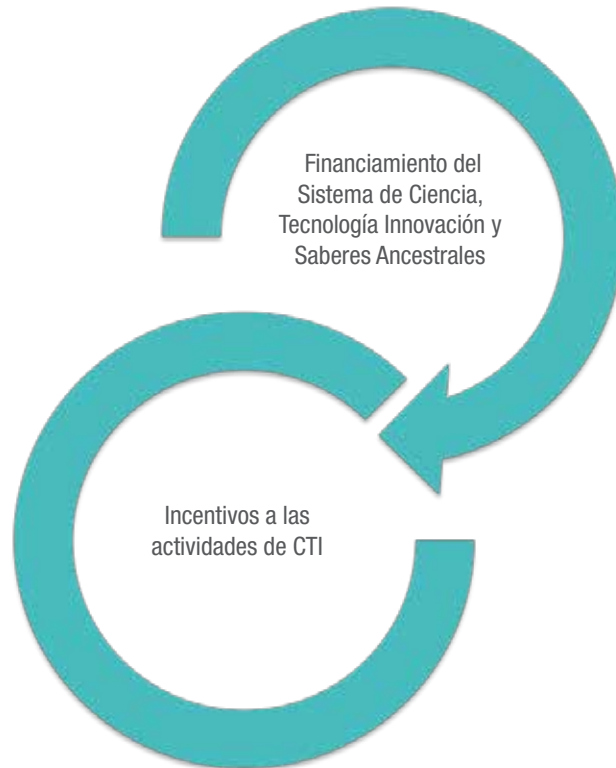 Financiamiento del
Sistema de Ciencia,
Tecnología Innovación y
Saberes Ancestrales
Incentivos a las
actividades de CTI